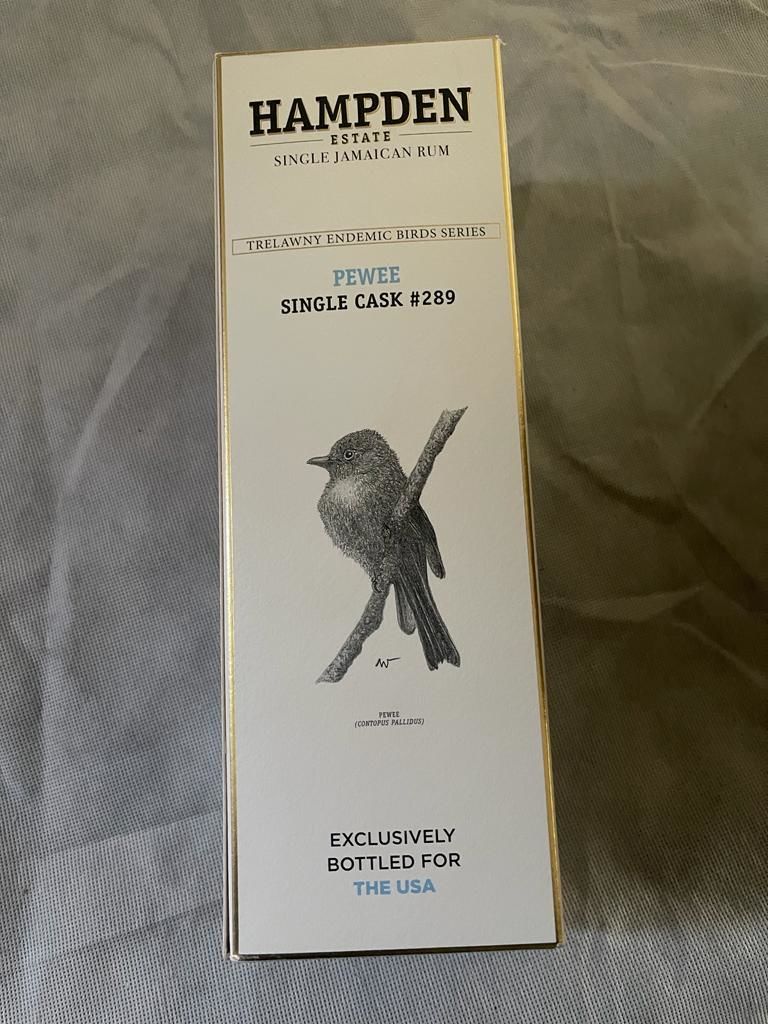 HAMPDEN
ESTATE
SINGLE JAMAICAN RUM
TRELAWNY ENDEMIC BIRDS SERIES
PEWEE
SINGLE CASK #289
PEWEE
(CONTOPUS PALLIDUS)
EXCLUSIVELY
BOTTLED FOR
THE USA